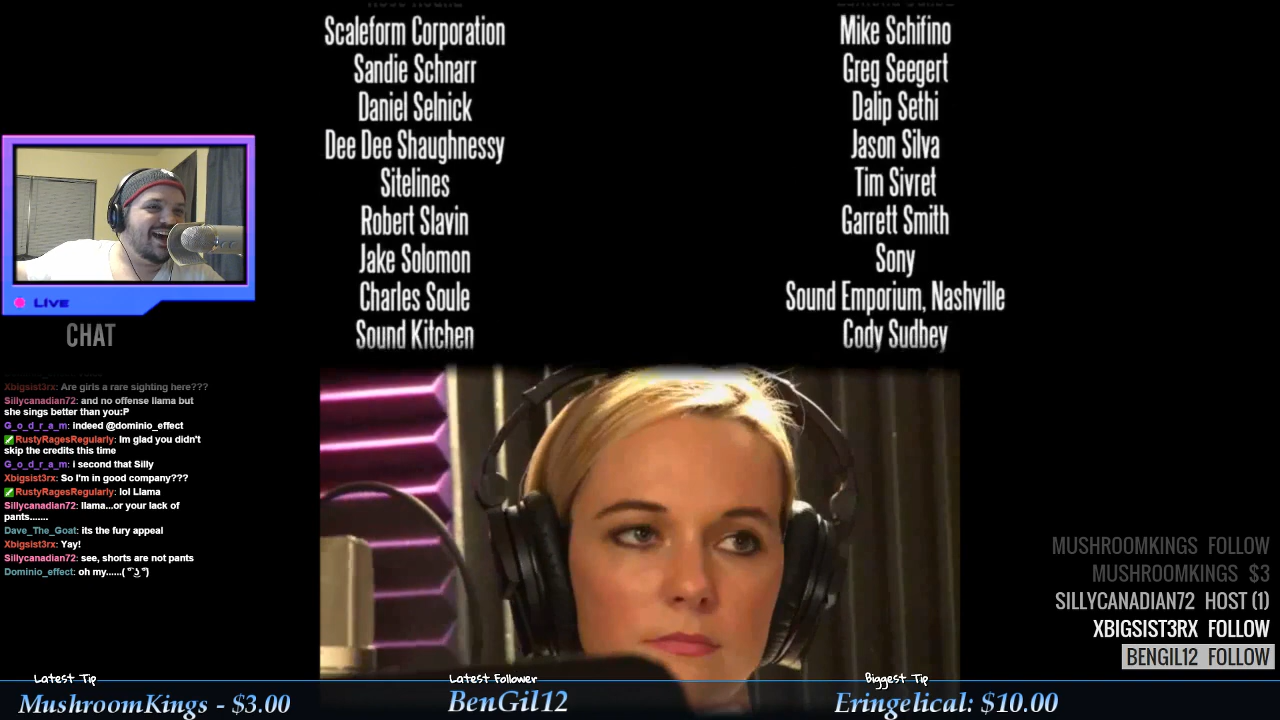 Scaleform Corporation
Sandie Schnarr
Daniel Selnick
Dee Dee Shaughnessy
Sitelines
Robert Slavin
Jake Solomon
Charles Soule
Sound Kitchen
Mike Schifino
Greg Seegert
Dalip Sethi
Jason Silva
Tim Sivret
Garrett Smith
Sony
Sound Emporium, Nashville
Cody Sudbey
LIVE
CHAT
Xbigsist3rx: Are girls a rare sighting here???
Sillycanadian72: and no offense llama but
she sings better than you:P
G_o_d_r_a_m: indeed @dominio_effect
RustyRagesRegularly: Im glad you didn't
skip the credits this time
G_o_d_r_a_m: i second that Silly
Xbigsist3rx: So I'm in good company???
RustyRagesRegularly: lol Llama
Sillycanadian72: llama...or your lack of
pants.......
Dave_The_Goat: its the fury appeal
Xbigsist3rx: Yay!
Sillycanadian72: see, shorts are not pants
Dominio_effect: oh my......( ͡° ͜ʖ ͡°)
MUSHROOMKINGS FOLLOW
MUSHROOMKINGS $3
SILLYCANADIAN72 HOST (1)
XBIGSIST3RX FOLLOW
BENGIL12 FOLLOW
Latest Tip
MushroomKings - $3.00
Latest Follower
BenGil12
Biggest Tip
Eringelical: $10.00